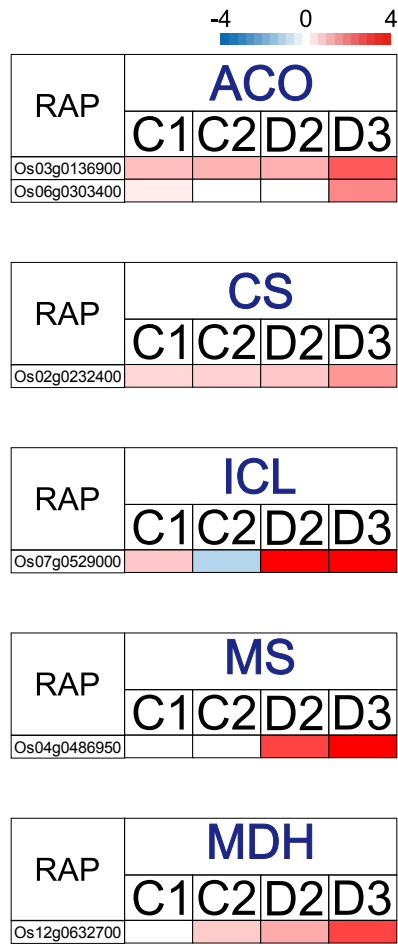 -4 0 4
ACO
RAP
C1 C2 D2 D3
Os03g0136900
Os06g0303400
CS
RAP
C1 C2 D2 D3
Os02g0232400
ICL
RAP
C1 C2 D2 D3
Os07g0529000
MS
RAP
C1 C2 D2 D3
Os04g0486950
MDH
RAP
C1 C2 D2 D3
Os12g0632700